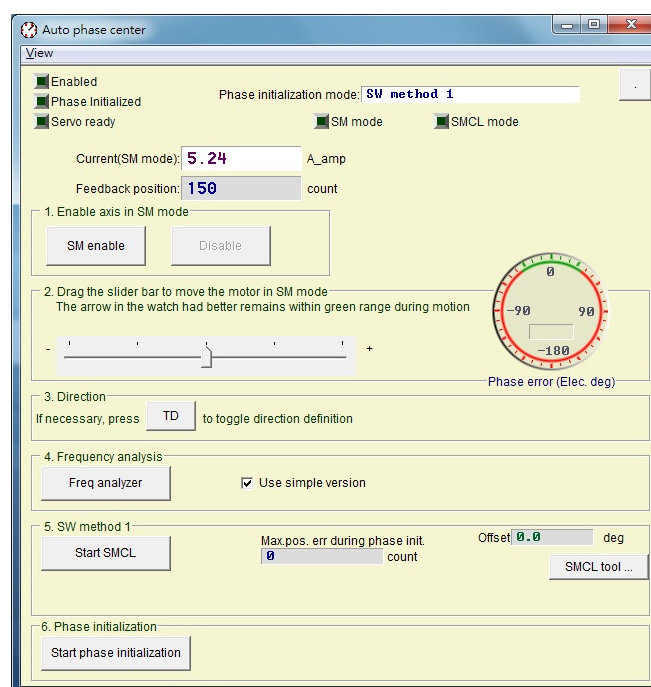 Auto phase center
View
Enabled
Phase Initialized
Servo ready
Phase initialization mode: SW method 1
SM mode
SMCL mode
.
Current(SM mode): 5.24 A_amp
Feedback position: 150 count
1. Enable axis in SM mode
SM enable
Disable
2. Drag the slider bar to move the motor in SM mode
The arrow in the watch had better remains within green range during motion
- +
0
-90 90
-180
Phase error (Elec. deg)
3. Direction
If necessary, press TD to toggle direction definition
4. Frequency analysis
Freq analyzer
Use simple version
5. SW method 1
Start SMCL
Max.pos. err during phase init.
0 count
Offset 0.0 deg
SMCL tool ...
6. Phase initialization
Start phase initialization